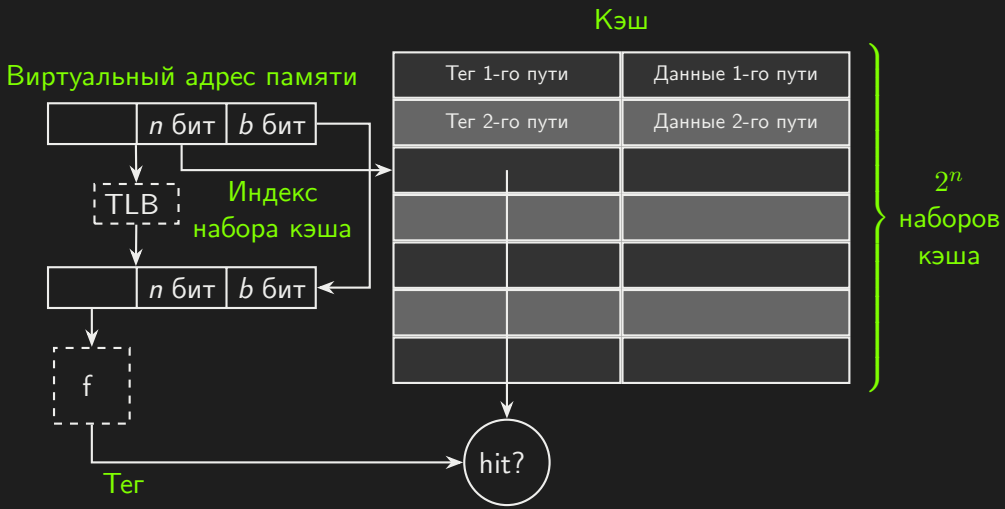 Кэш
Виртуальный адрес памяти
Тег 1-го пути
Данные 1-го пути
n бит
b бит
Тег 2-го пути
Данные 2-го пути
TLB
Индекс
набора кэша
2ⁿ
наборов
кэша
n бит
b бит
f
hit?
Тег